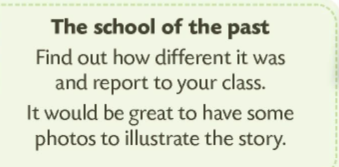 The school of the past
Find out how different it was
and report to your class.
It would be great to have some
photos to illustrate the story.